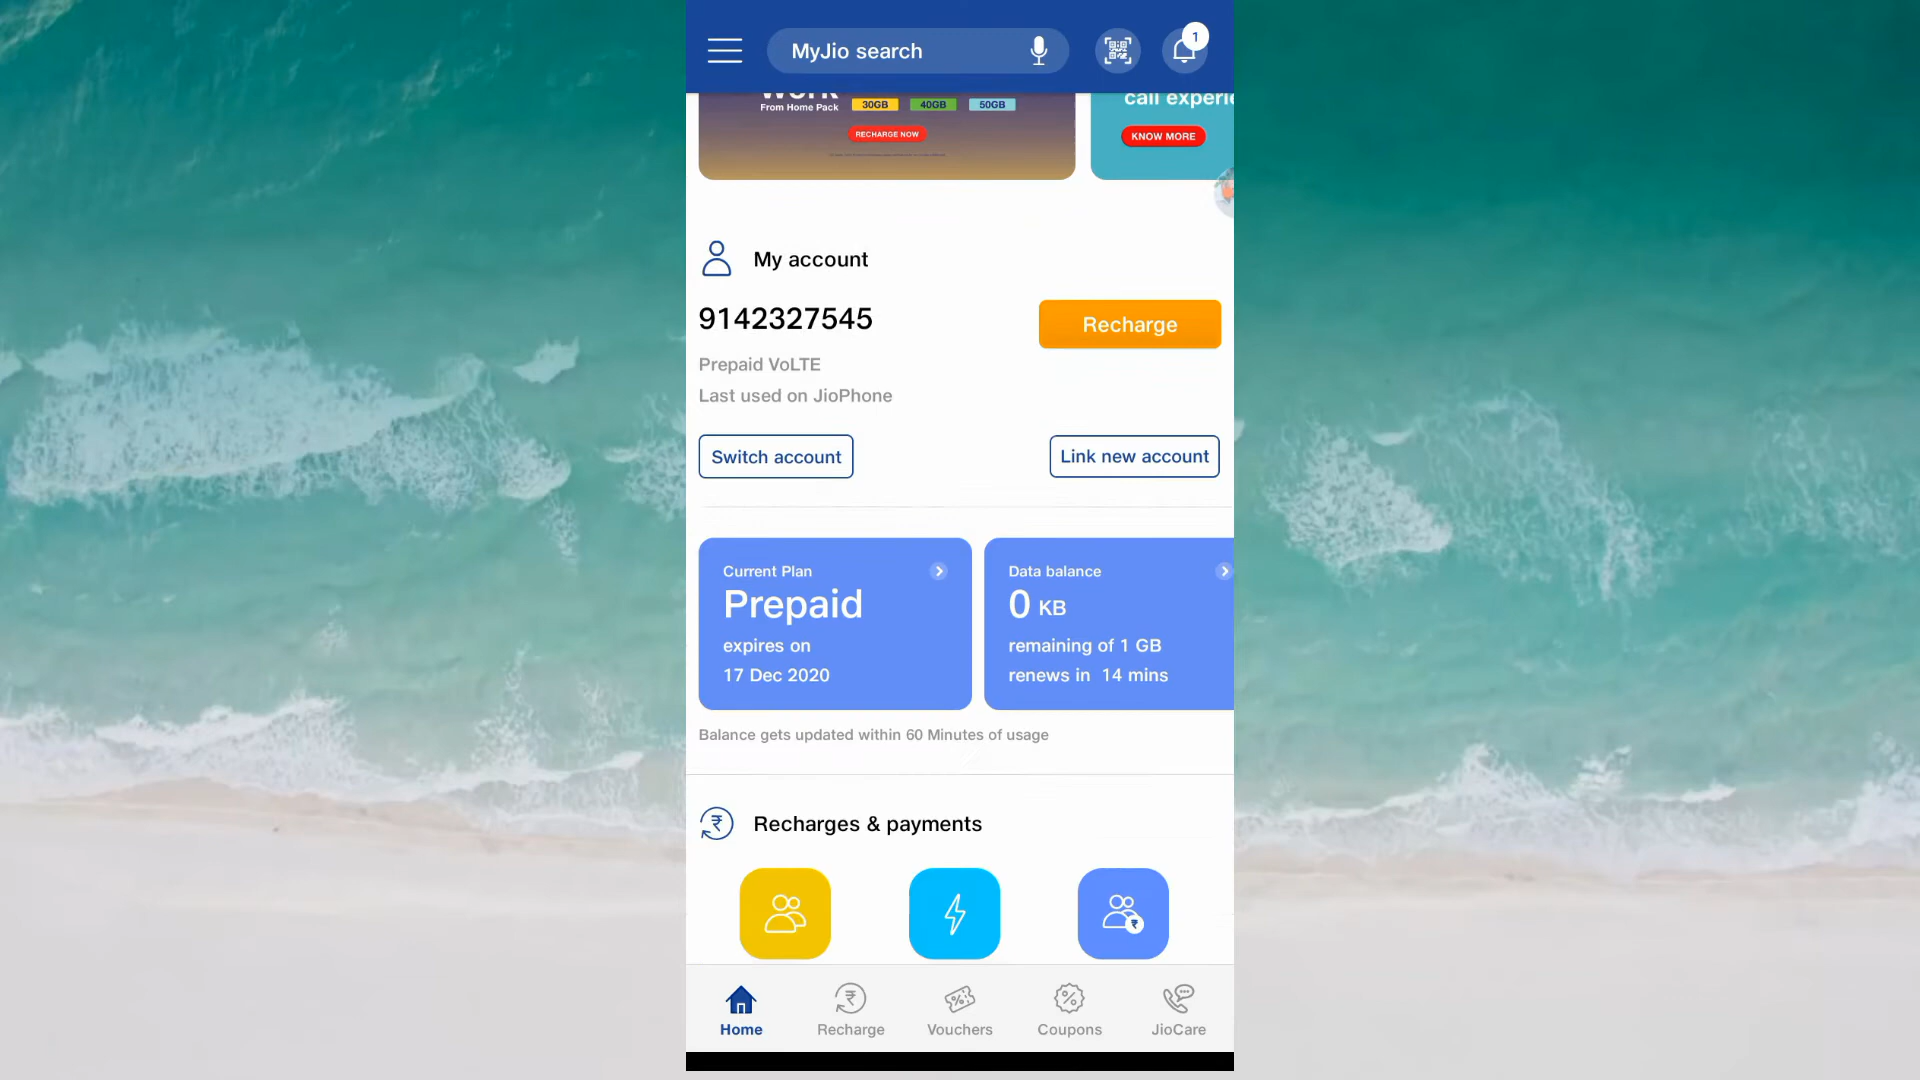 MyJio search
1
From Home Pack
30GB
40GB
50GB
RECHARGE NOW
KNOW MORE
My account
9142327545
Recharge
Prepaid VoLTE
Last used on JioPhone
Switch account
Link new account
Current Plan
Prepaid
expires on
17 Dec 2020
Data balance
0 KB
remaining of 1 GB
renews in 14 mins
Balance gets updated within 60 Minutes of usage
Recharges & payments
Home
Recharge
Vouchers
Coupons
JioCare